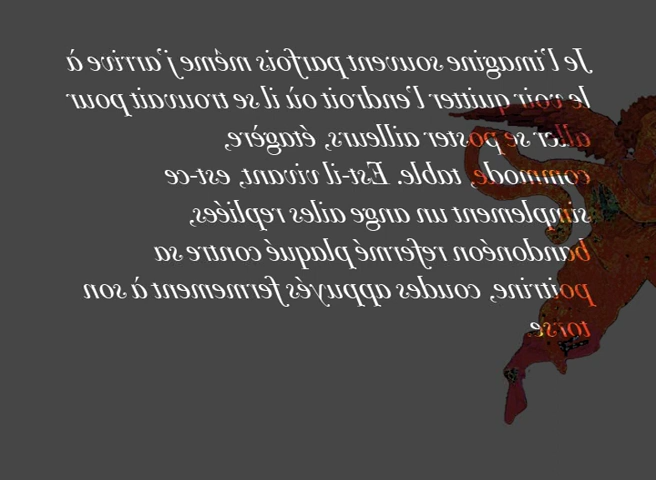 Je l'imagine souvent parfois même j'arrive à
le voir quitter l'endroit où il se trouvait pour
aller se poster ailleurs, étagère,
commode, table. Est-il vivant, est-ce
simplement un ange ailes repliées,
bandonéon refermé plaqué contre sa
poitrine, coudes appuyés fermement à son
torse